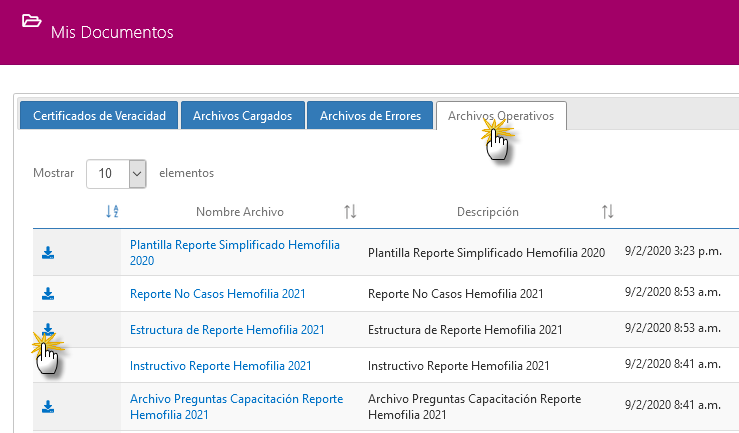 Mis Documentos
Certificados de Veracidad Archivos Cargados Archivos de Errores Archivos Operativos
Mostrar 10 elementos
Nombre Archivo Descripción
Plantilla Reporte Simplificado Hemofilia
2020
Plantilla Reporte Simplificado Hemofilia 2020
9/2/2020 3:23 p.m.
Reporte No Casos Hemofilia 2021 Reporte No Casos Hemofilia 2021 9/2/2020 8:53 a.m.
Estructura de Reporte Hemofilia 2021 Estructura de Reporte Hemofilia 2021 9/2/2020 8:53 a.m.
Instructivo Reporte Hemofilia 2021 Instructivo Reporte Hemofilia 2021 9/2/2020 8:41 a.m.
Archivo Preguntas Capacitación Reporte
Hemofilia 2021
Archivo Preguntas Capacitación Reporte
Hemofilia 2021
9/2/2020 8:41 a.m.